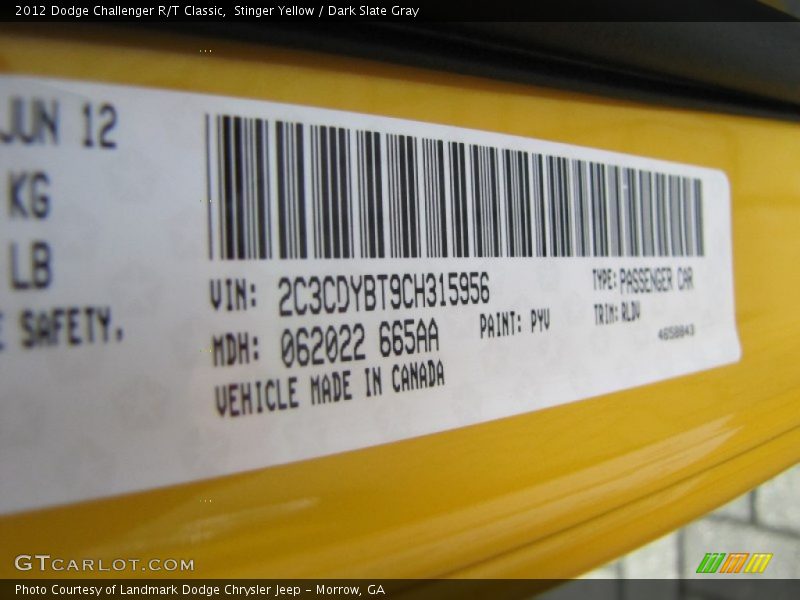 2012 Dodge Challenger R/T Classic,  Stinger Yellow / Dark Slate Gray
JUN 12
KG
LB
SAFETY.
VIN: 2C3CDYBT9CH315956
MDH: 062022 665AA
VEHICLE MADE IN CANADA
PAINT: PYV
TYPE: PASSENGER CAR
TRIM: RLDV
4658843
GTCARLOT.COM
Photo Courtesy of Landmark Dodge Chrysler Jeep - Morrow, GA